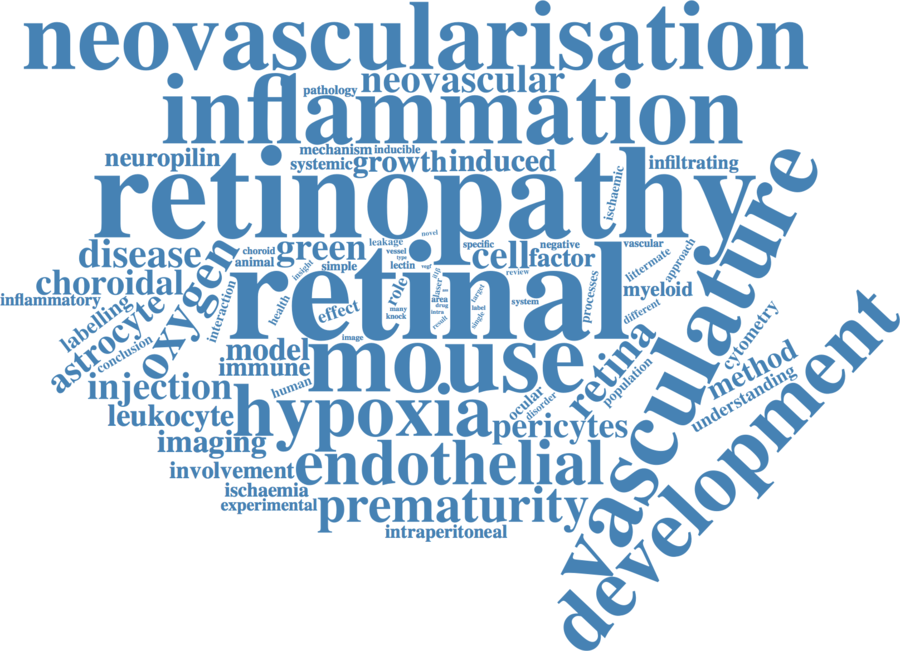 neovascularisation
neovascular
pathology
inflammation
mechanism
inducible
neuropilin
systemic
growth
induced
infiltrating
retinopathy
ischaemic
vasculature
disease
choroid
green
leakage
novel
vessel
type
specific
cell
negative
factor
vascular
approach
animal
simple
insight
lectin
vegf
review
littermate
choroidal
oxygen
retinal
inflammatory
interaction
health
effect
role
many
knock
laser
area
drug
intra
result
target
label
single
system
processes
myeloid
different
labelling
astrocyte
conclusion
image
model
immune
mouse
retina
cytometry
method
population
understanding
development
injection
human
ocular
disorder
leukocyte
hypoxia
pericytes
imaging
involvement
endothelial
ischaemia
experimental
prematurity
intraperitoneal